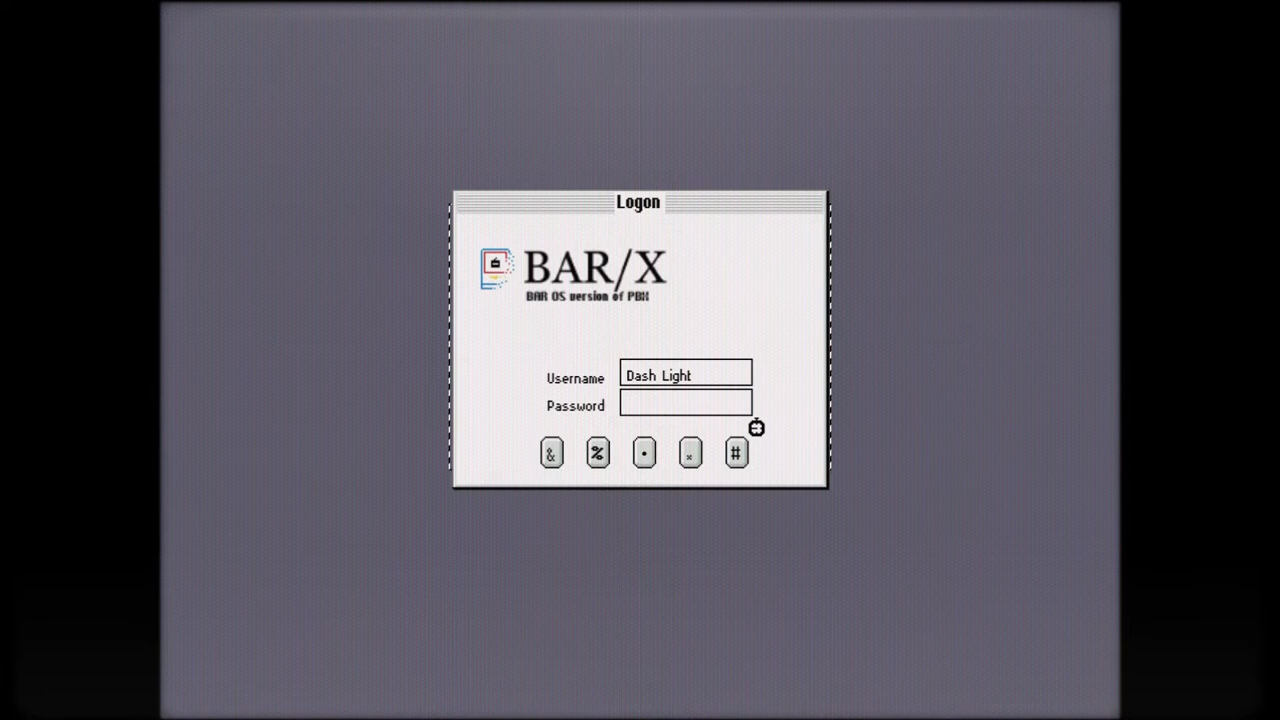 Logon
BAR/X
BAR OS version of PBX
Username Dash Light
Password
& % • × #